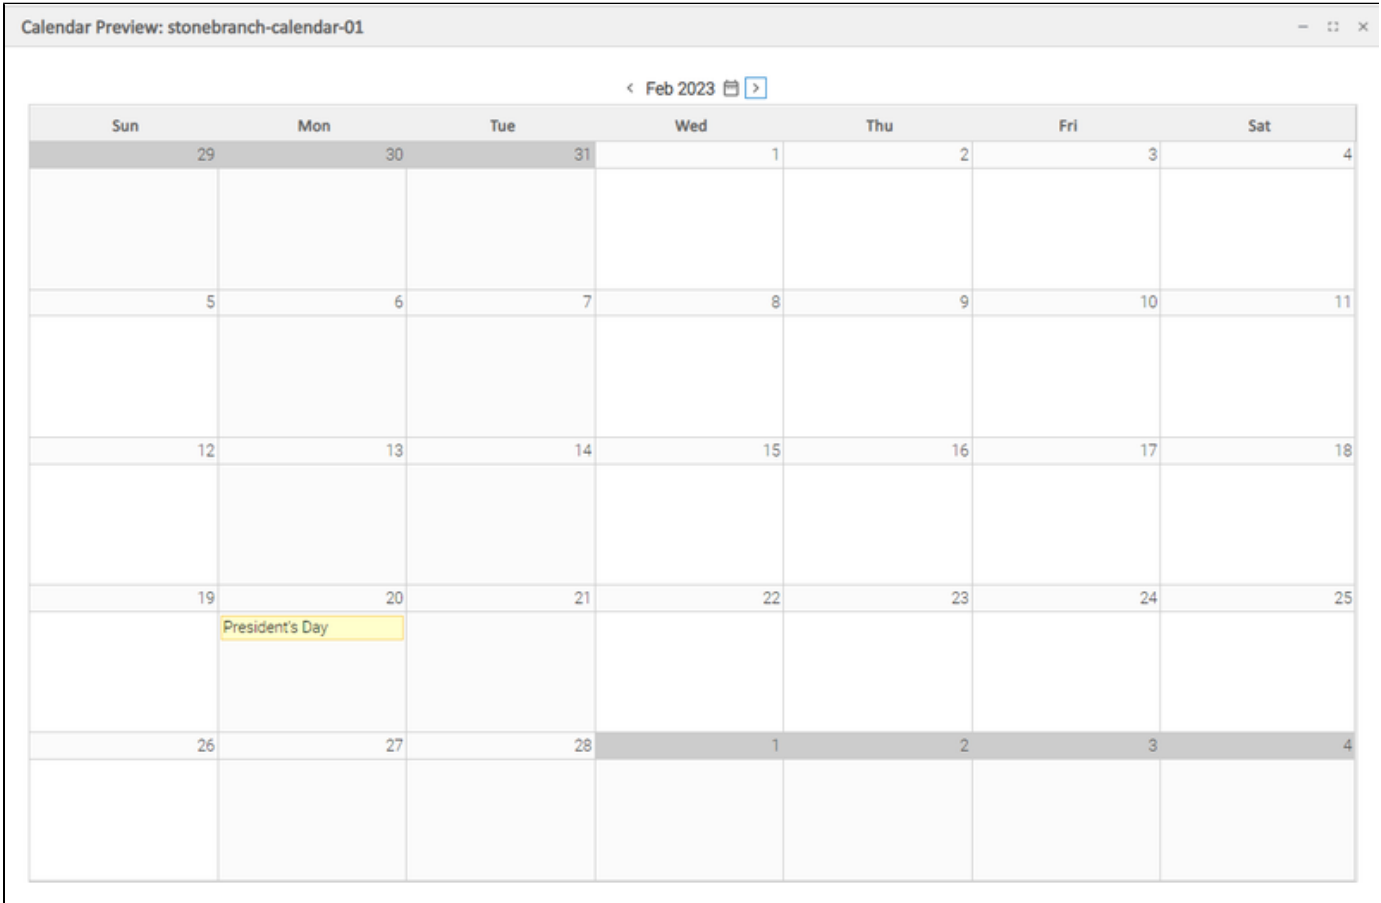 Calendar Preview: stonebranch-calendar-01
Feb 2023
Sun Mon Tue Wed Thu Fri Sat
29 30 31 1 2 3 4
5 6 7 8 9 10 11
12 13 14 15 16 17 18
19 20 21 22 23 24 25
President's Day
26 27 28 1 2 3 4